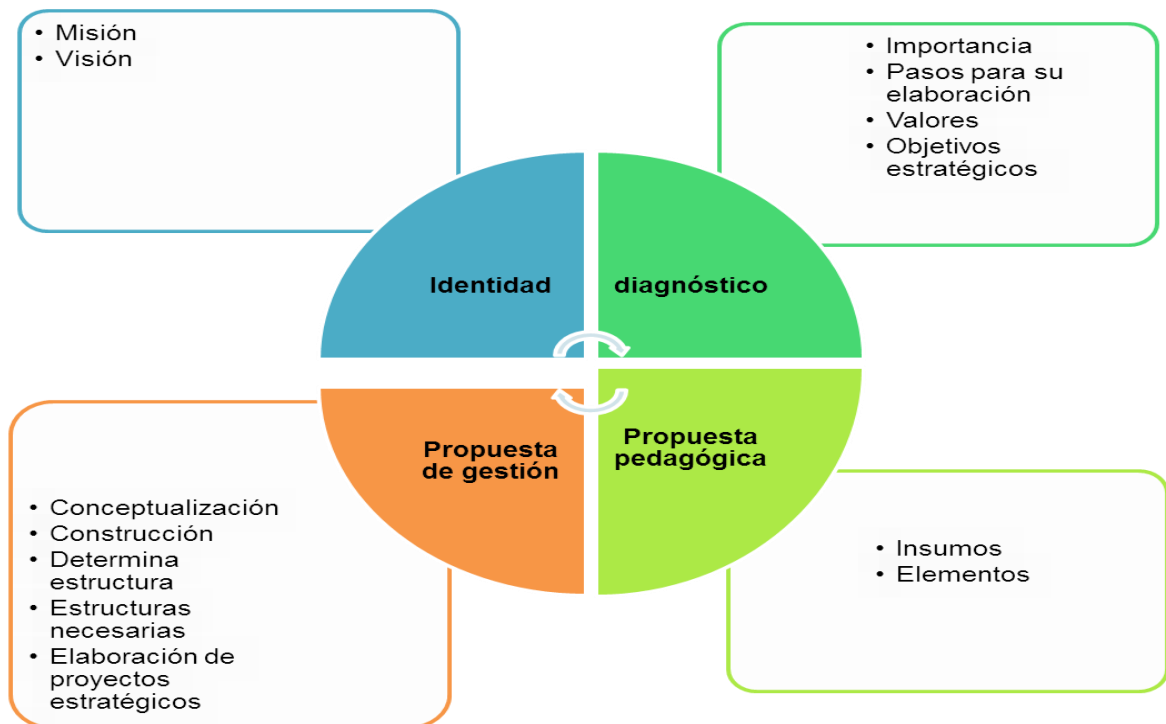 • Misión
• Visión
• Importancia
• Pasos para su
elaboración
• Valores
• Objetivos
estratégicos
Identidad
diagnóstico
Propuesta
de gestión
Propuesta
pedagógica
• Conceptualización
• Construcción
• Determina
estructura
• Estructuras
necesarias
• Elaboración de
proyectos
estratégicos
• Insumos
• Elementos